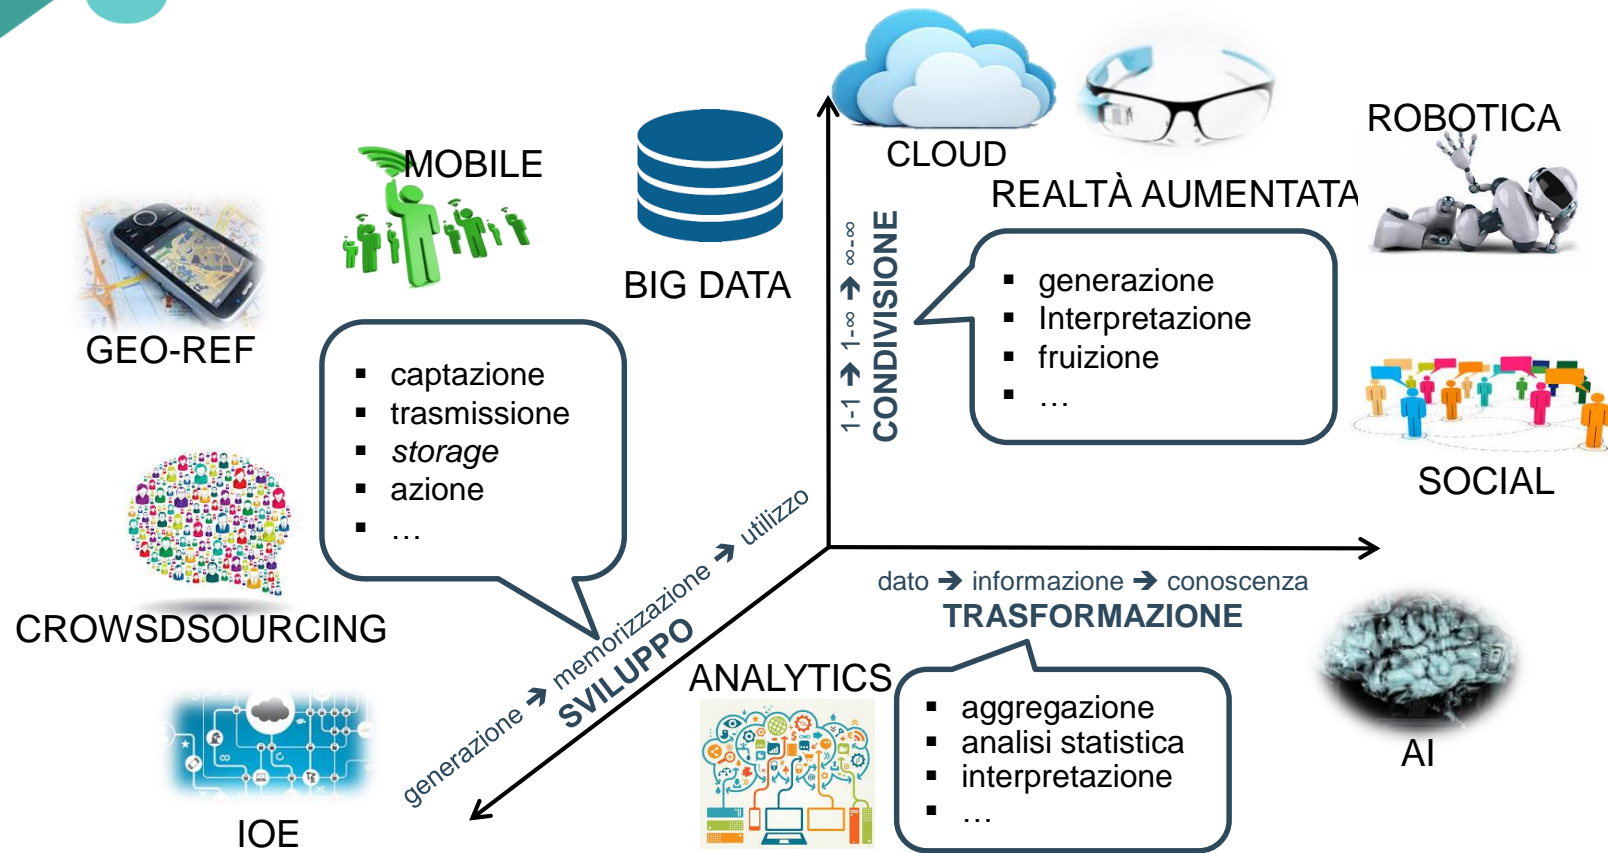 CLOUD
REALTÀ AUMENTATA
ROBOTICA
MOBILE
BIG DATA
GEO-REF
1-1 ➔ 1-∞ ➔ ∞-∞
CONDIVISIONE
▪ generazione
▪ Interpretazione
▪ fruizione
▪ …
▪ captazione
▪ trasmissione
▪ storage
▪ azione
▪ …
SOCIAL
CROWSDSOURCING
generazione ➔ memorizzazione ➔ utilizzo
SVILUPPO
dato ➔ informazione ➔ conoscenza
TRASFORMAZIONE
ANALYTICS
▪ aggregazione
▪ analisi statistica
▪ interpretazione
▪ …
AI
IOE